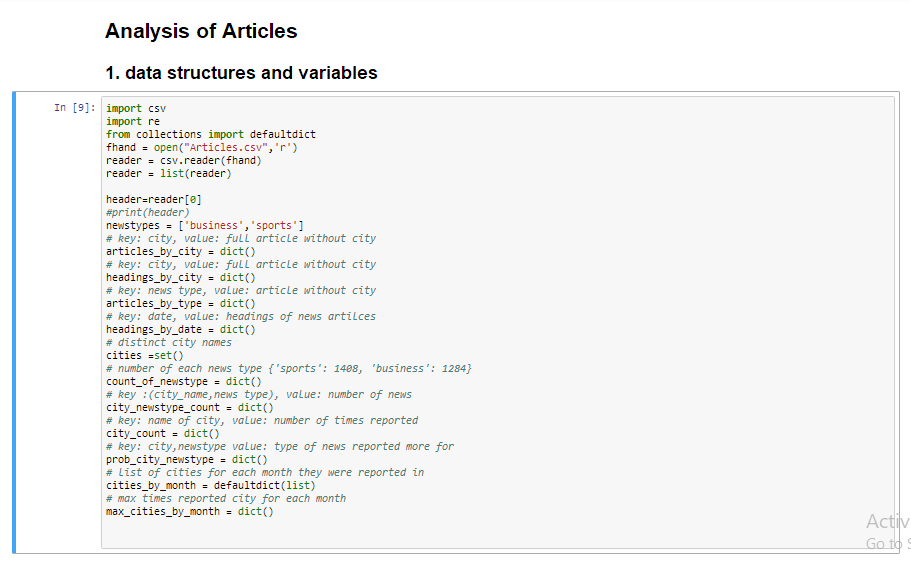 Analysis of Articles
1. data structures and variables
In [9]:
import csv
import re
from collections import defaultdict
fhand = open("Articles.csv",'r')
reader = csv.reader(fhand)
reader = list(reader)
header=reader[0]
#print(header)
newstypes = ['business','sports']
# key: city, value: full article without city
articles_by_city = dict()
# key: city, value: full article without city
headings_by_city = dict()
# key: news type, value: article without city
articles_by_type = dict()
# key: date, value: headings of news artilces
headings_by_date = dict()
# distinct city names
cities =set()
# number of each news type {'sports': 1408, 'business': 1284}
count_of_newstype = dict()
# key :(city_name,news type), value: number of news
city_newstype_count = dict()
# key: name of city, value: number of times reported
city_count = dict()
# key: city,newstype value: type of news reported more for
prob_city_newstype = dict()
# list of cities for each month they were reported in
cities_by_month = defaultdict(list)
# max times reported city for each month
max_cities_by_month = dict()
Activ
Go to S